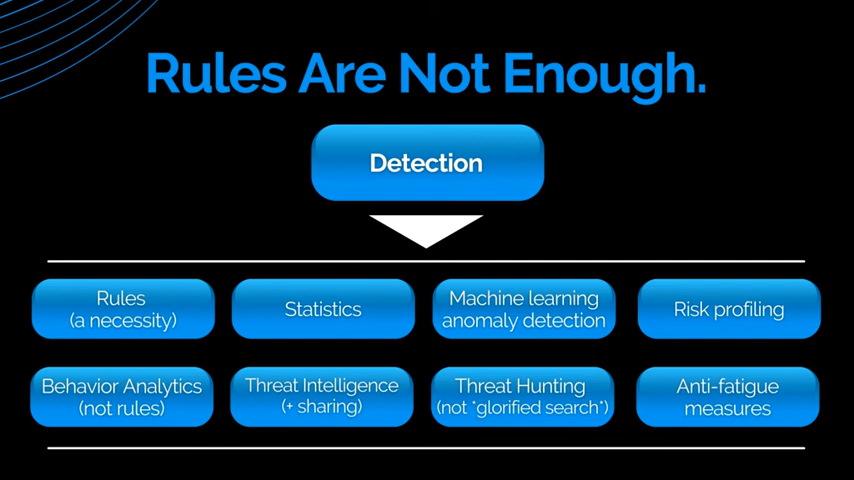 Rules Are Not Enough.
Detection
Rules
(a necessity)
Statistics
Machine learning
anomaly detection
Risk profiling
Behavior Analytics
(not rules)
Threat Intelligence
(+ sharing)
Threat Hunting
(not *glorified search*)
Anti-fatigue
measures